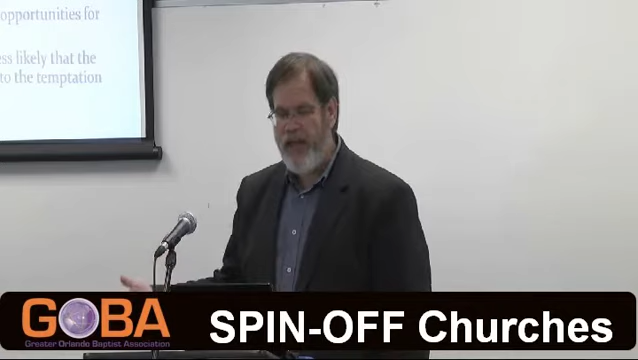 opportunities for
ess likely that the
to the temptation
GOBA
Greater Orlando Baptist Association
SPIN-OFF Churches